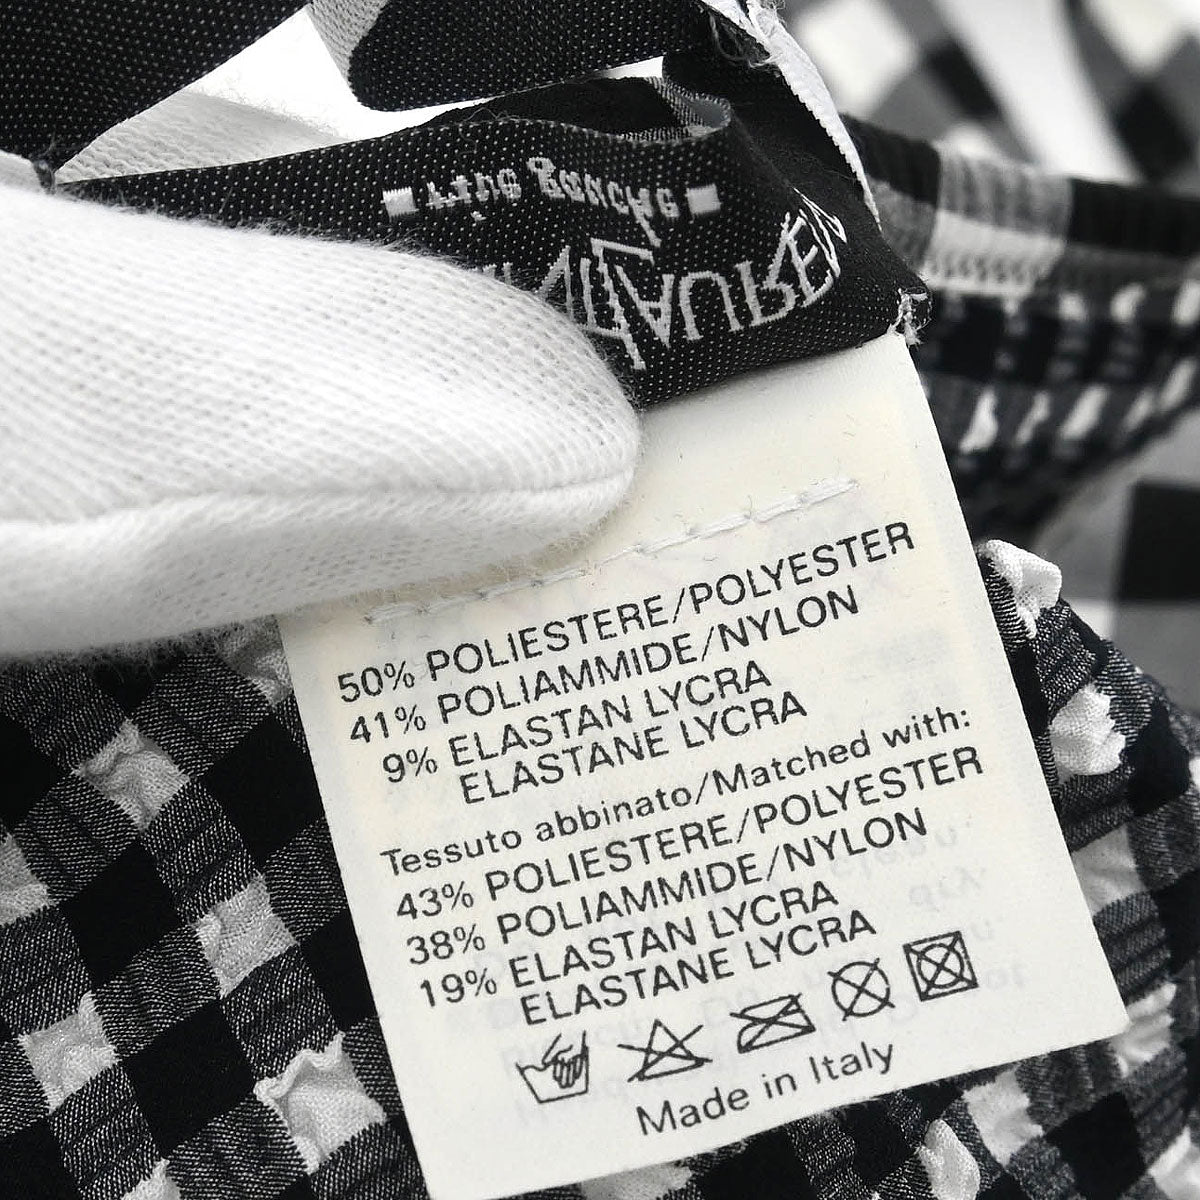 50% POLIESTERE/POLYESTER
41% POLIAMMIDE/NYLON
9% ELASTAN LYCRA
ELASTANE LYCRA
Tessuto abbinato/Matched with:
43% POLIESTERE/POLYESTER
38% POLIAMMIDE/NYLON
19% ELASTAN LYCRA
ELASTANE LYCRA
Made in Italy